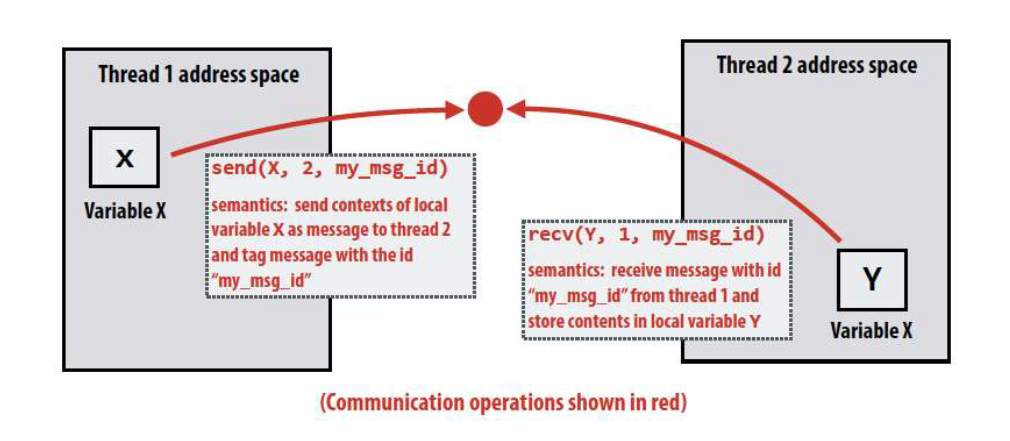 Thread 1 address space
X
Variable X
send(X, 2, my_msg_id)
semantics: send contexts of local
variable X as message to thread 2
and tag message with the id
“my_msg_id”
Thread 2 address space
recv(Y, 1, my_msg_id)
semantics: receive message with id
“my_msg_id” from thread 1 and
store contents in local variable Y
Y
Variable X
(Communication operations shown in red)